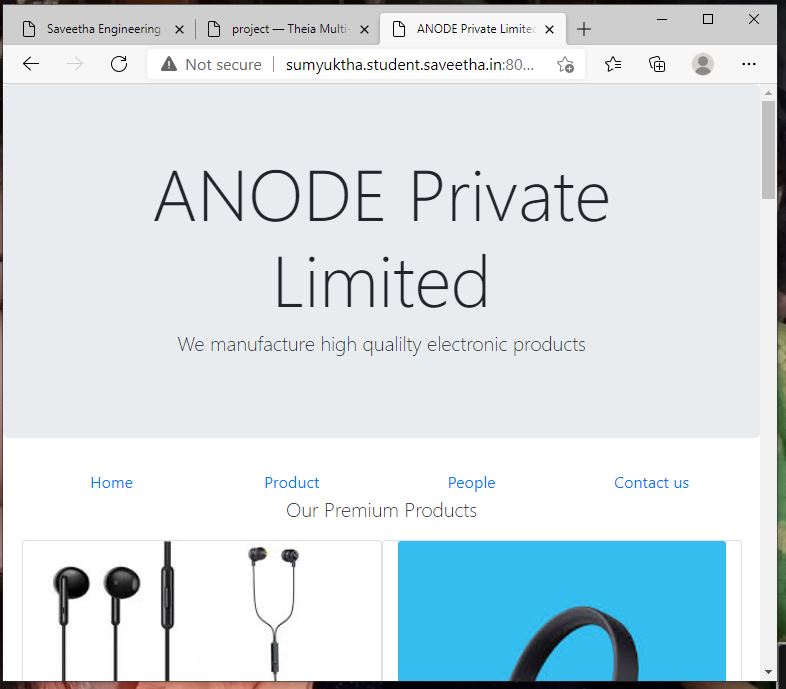 Saveetha Engineering
project — Theia Multi-
ANODE Private Limited
Not secure
sumyuktha.student.saveetha.in:80...
ANODE Private
Limited
We manufacture high qualilty electronic products
Home
Product
People
Contact us
Our Premium Products